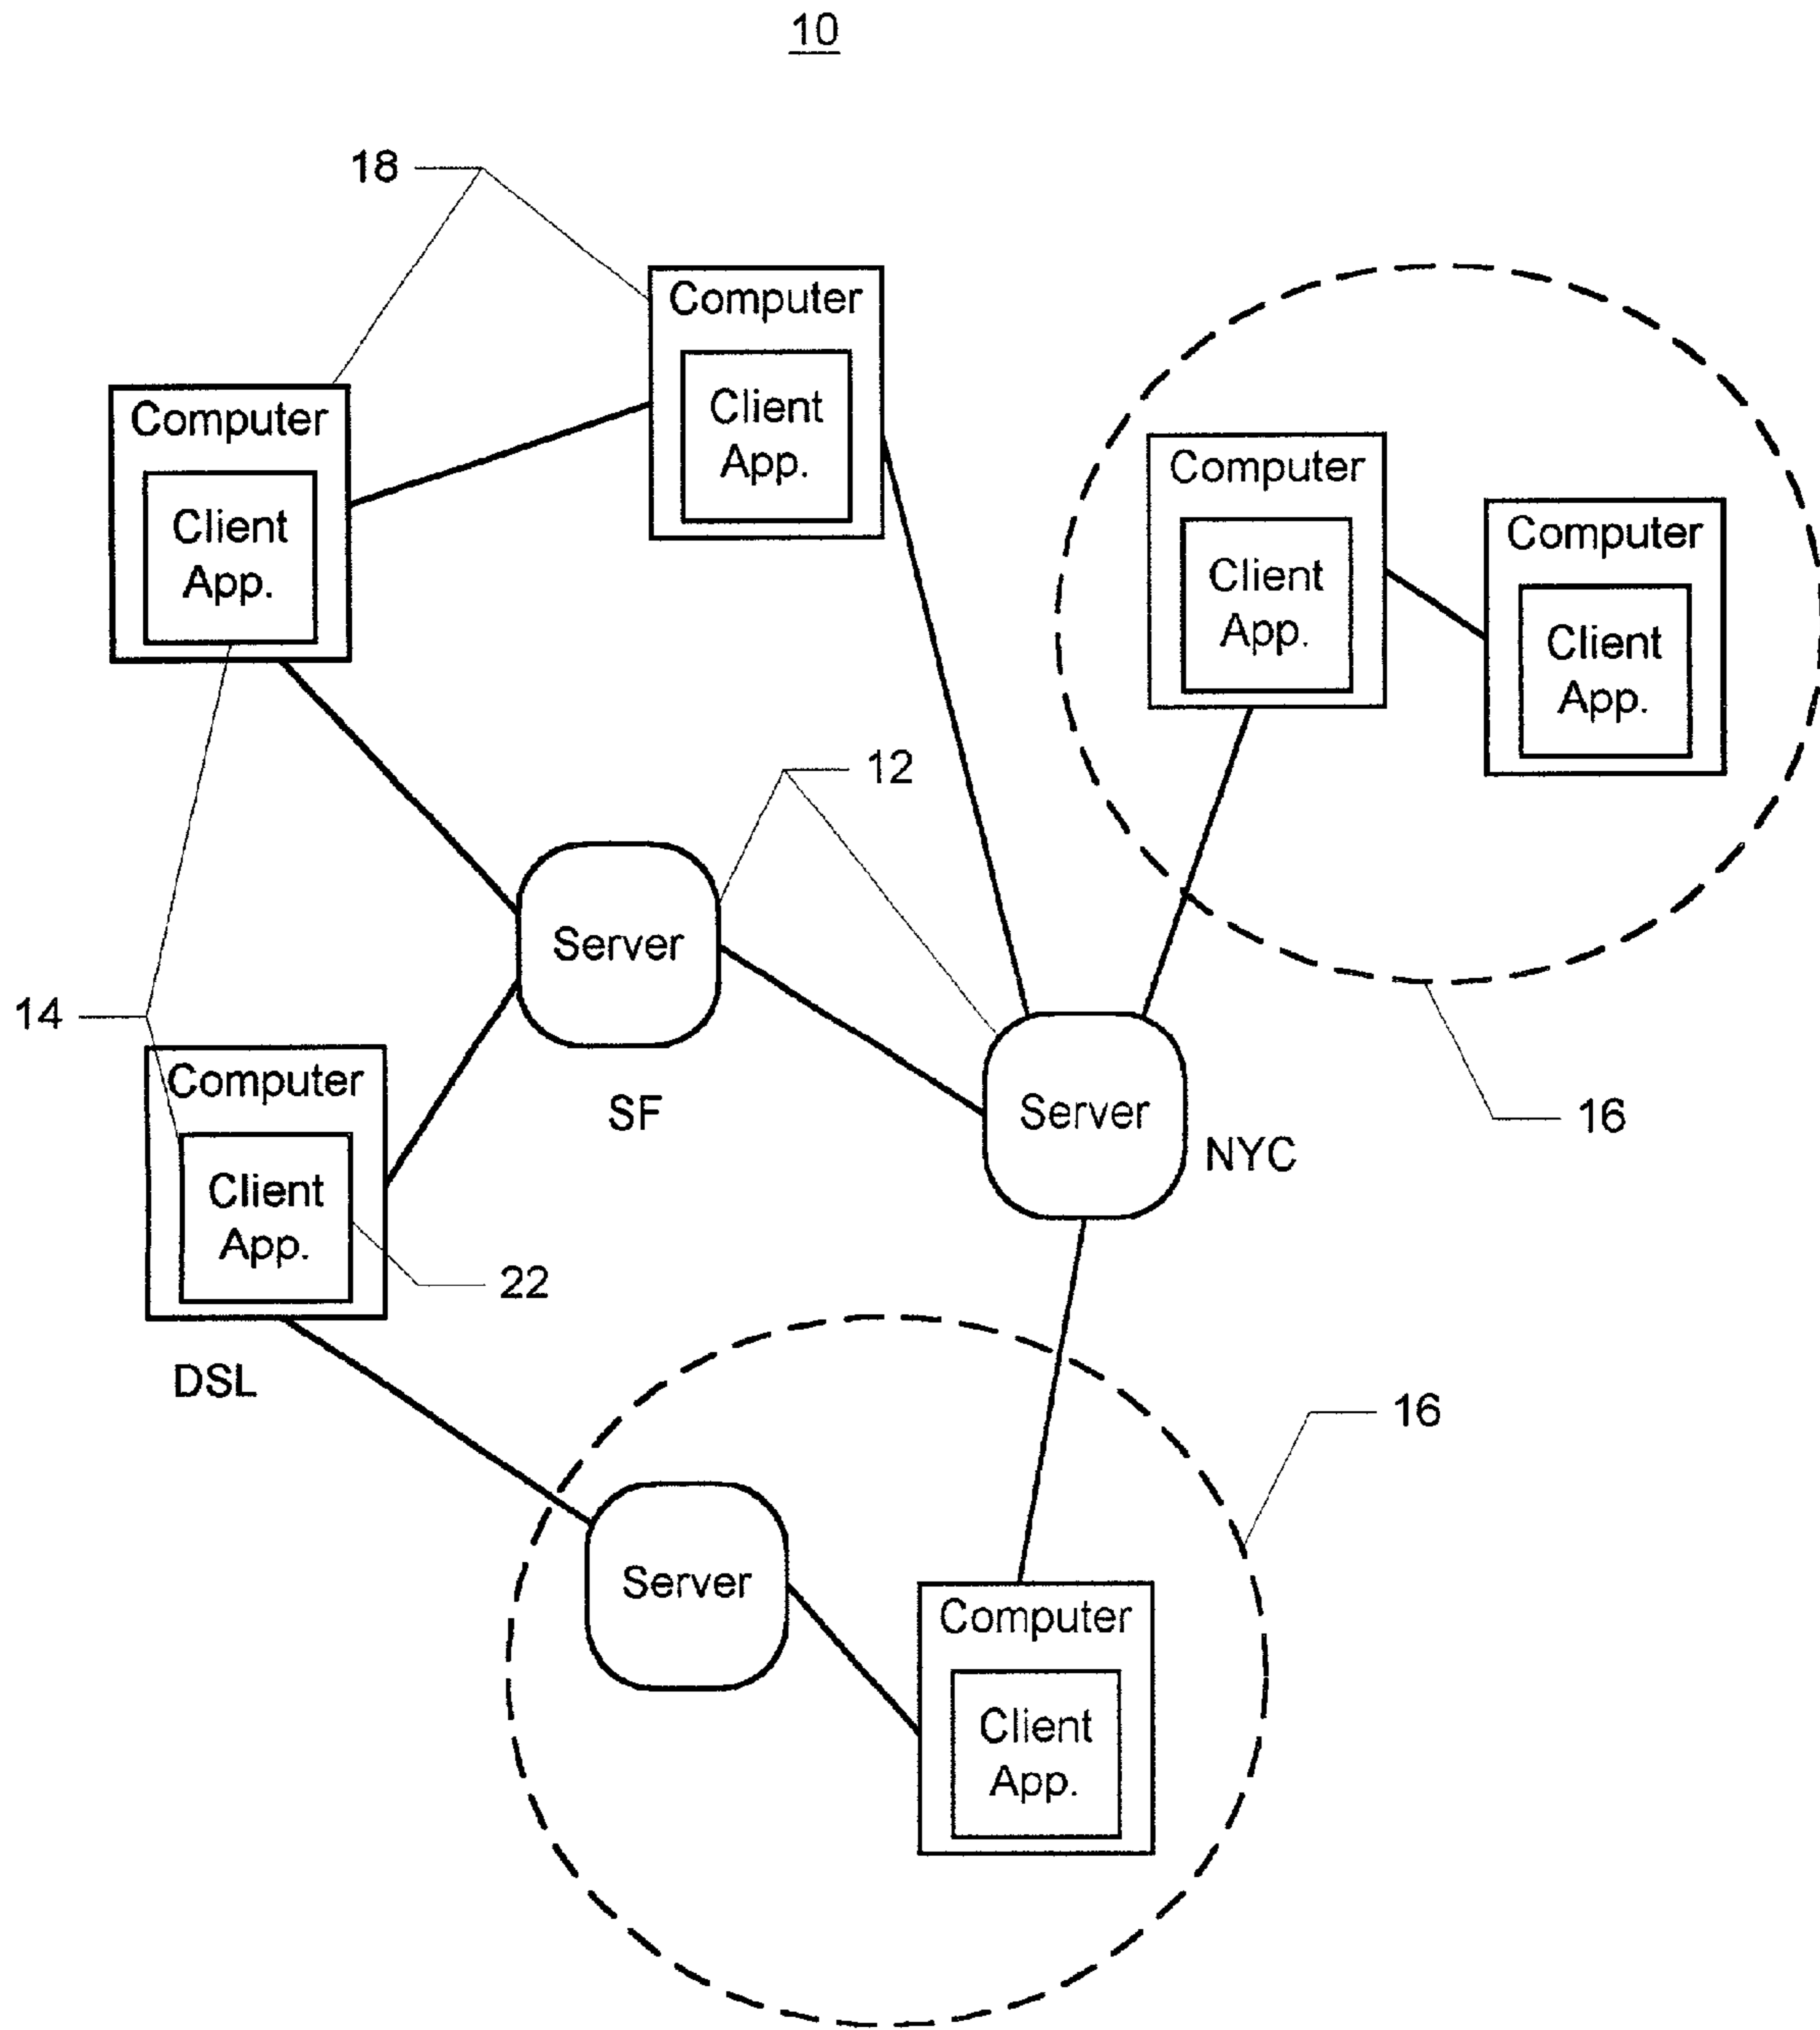 10
18
Computer
Client
App.
Computer
Client
App.
Computer
Client
App.
Computer
Client
App.
12
Server
SF
14
Server
NYC
16
Computer
Client
App.
22
DSL
16
Server
Computer
Client
App.